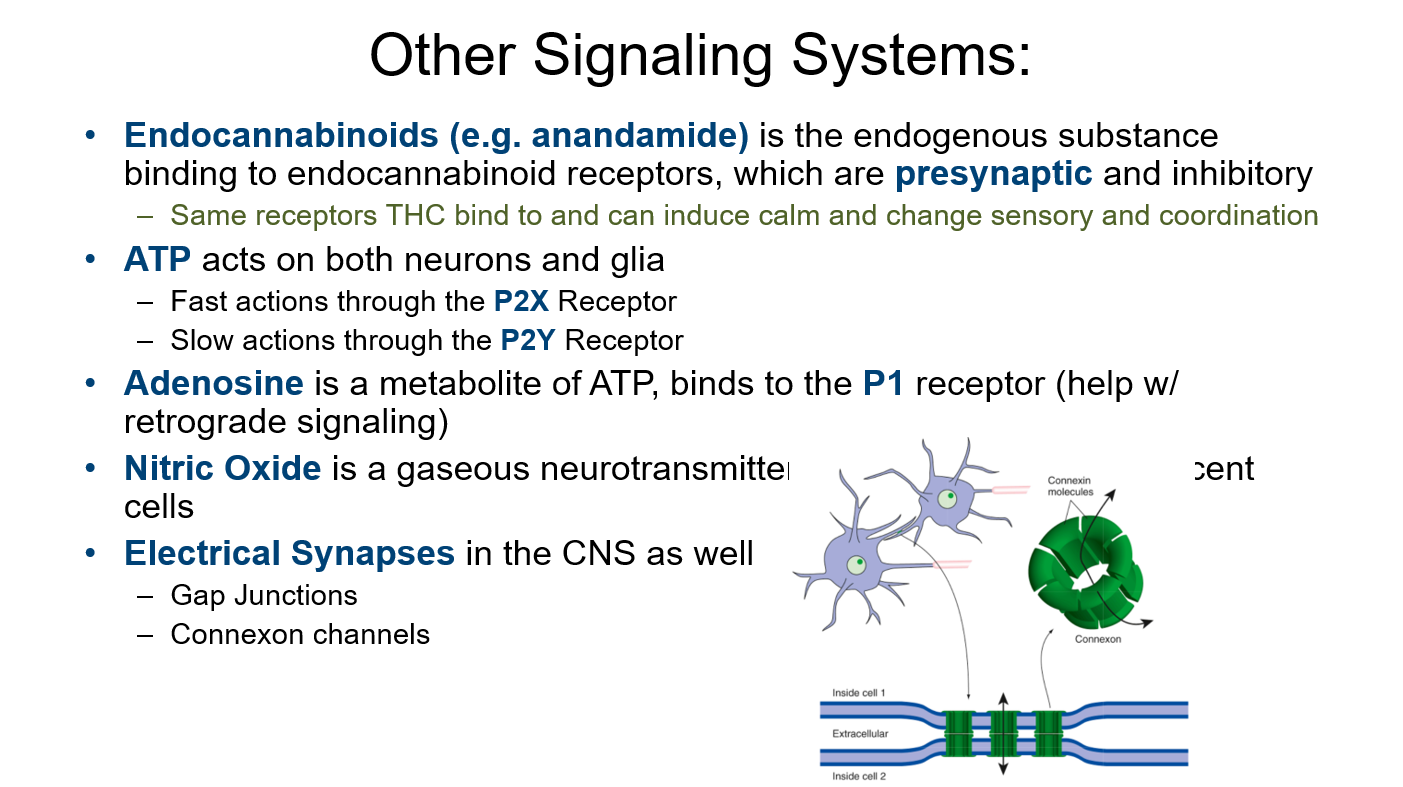 Other Signaling Systems:
• Endocannabinoids (e.g. anandamide) is the endogenous substance
binding to endocannabinoid receptors, which are presynaptic and inhibitory
– Same receptors THC bind to and can induce calm and change sensory and coordination
• ATP acts on both neurons and glia
– Fast actions through the P2X Receptor
– Slow actions through the P2Y Receptor
• Adenosine is a metabolite of ATP, binds to the P1 receptor (help w/
retrograde signaling)
• Nitric Oxide is a gaseous
cells
• Electrical Synapses in the CNS as well
– Gap Junctions
– Connexon channels
Connexin
molecules
Connexon
Inside cell 1
Extracellular
Inside cell 2